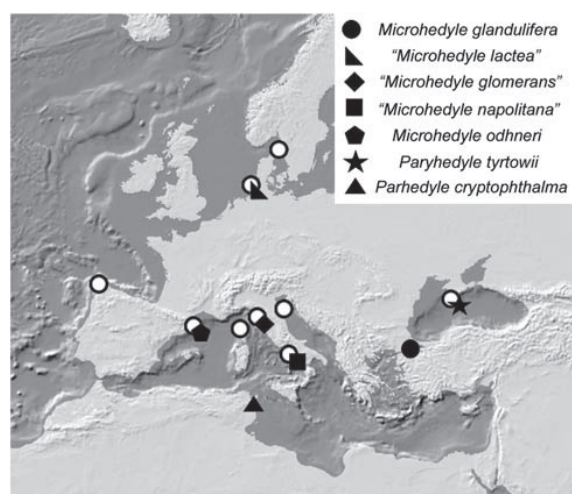 Microhedyle glandulifera
“Microhedyle lactea”
“Microhedyle glomerans”
“Microhedyle napolitana”
Microhedyle odhneri
Paryhedyle tyrtowii
Parhedyle cryptophthalma